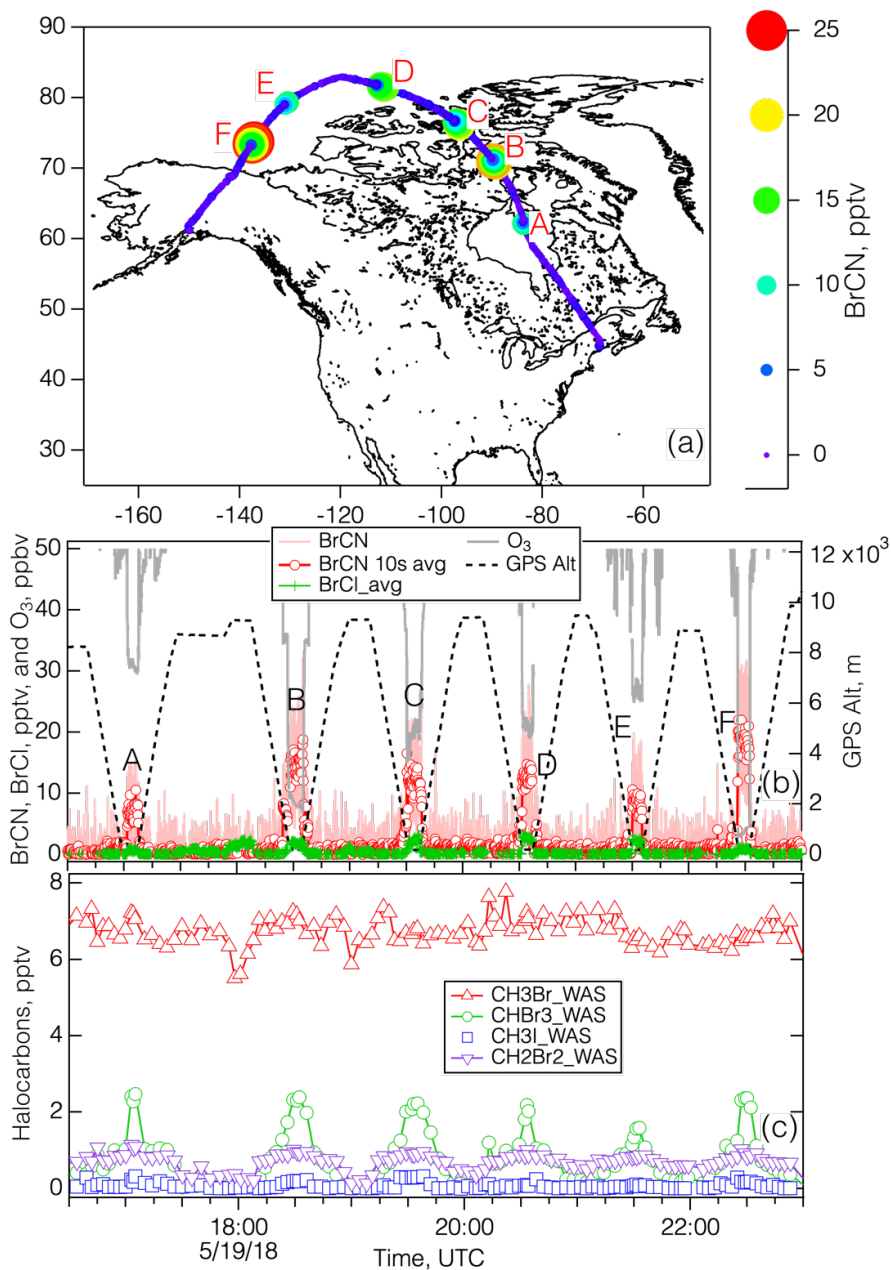 90
80
70
60
50
40
30
-160
-140
-120
-100
-80
-60
A
B
C
D
E
F
(a)
25
20
15
10
5
0
BrCN, pptv
BrCN
BrCN 10s avg
BrCl_avg
O3
GPS Alt
50
40
30
20
10
0
BrCN, BrCl, pptv, and O3, ppbv
12 x10³
10
8
6
4
2
0
GPS Alt, m
A
B
C
D
E
F
(b)
8
6
4
2
0
Halocarbons, pptv
CH3Br_WAS
CHBr3_WAS
CH3I_WAS
CH2Br2_WAS
(c)
18:00
20:00
22:00
5/19/18
Time, UTC